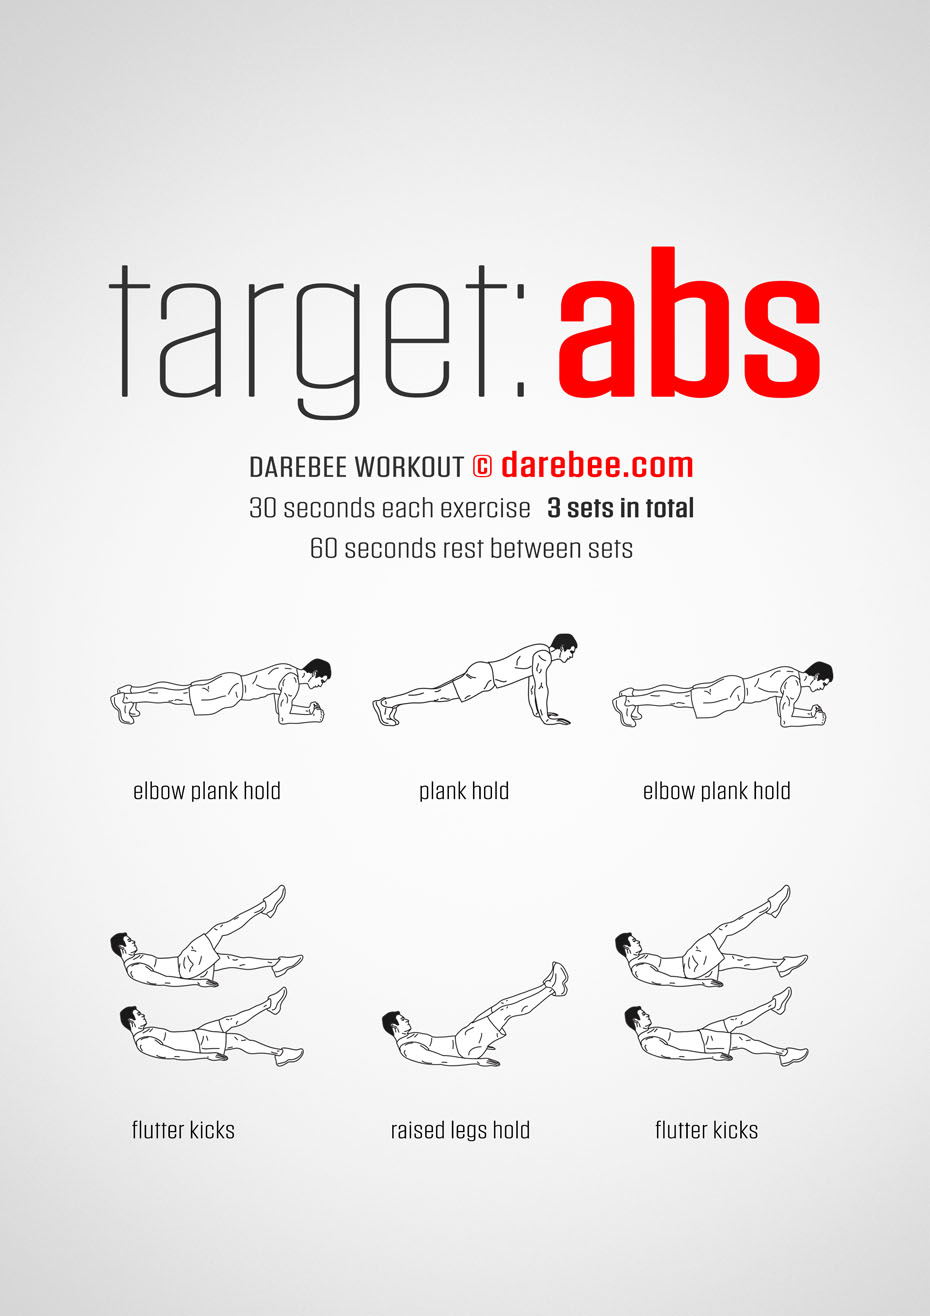 target: abs
DAREBEE WORKOUT © darebee.com
30 seconds each exercise 3 sets in total
60 seconds rest between sets
elbow plank hold
plank hold
elbow plank hold
flutter kicks
raised legs hold
flutter kicks